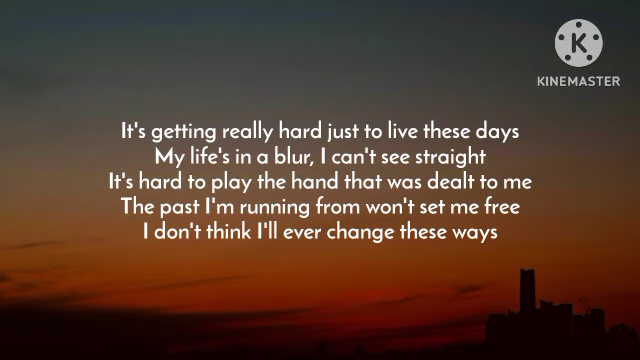 KINEMASTER
It's getting really hard just to live these days
My life's in a blur, I can't see straight
It's hard to play the hand that was dealt to me
The past I'm running from won't set me free
I don't think I'll ever change these ways